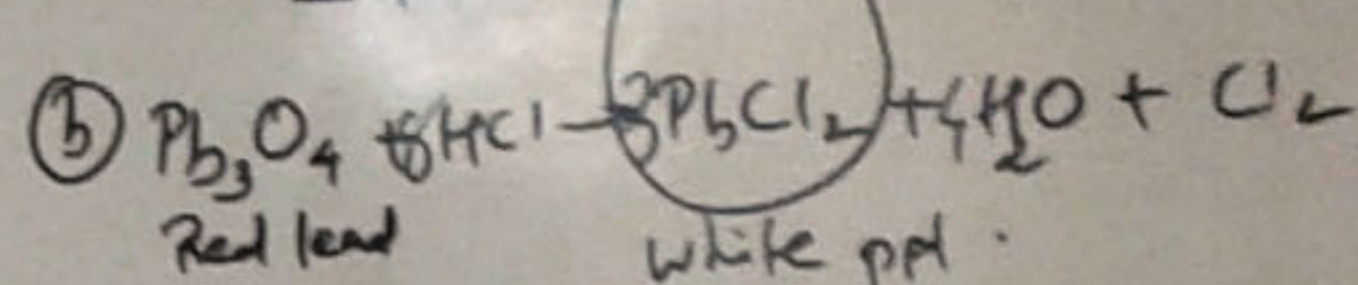 ⓑ Pb₃O₄ + 8HCl → 3PbCl₂ + 4H₂O + Cl₂
Red lead white ppt.